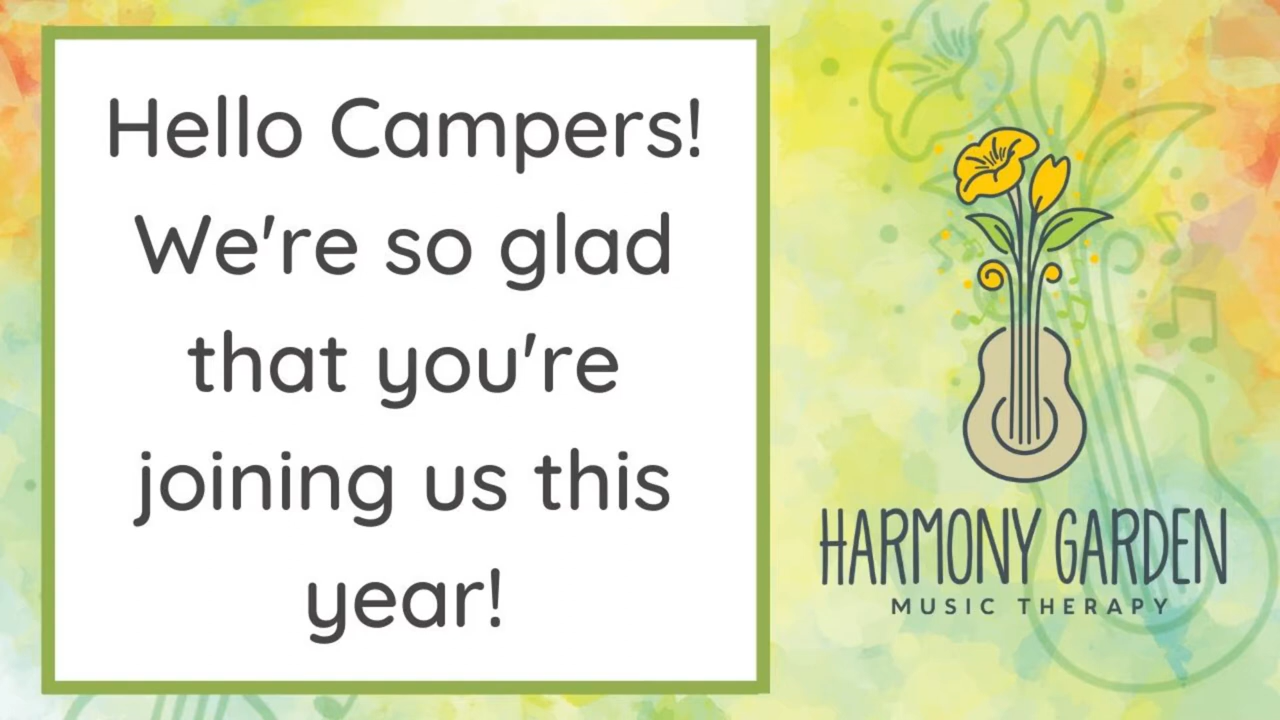 Hello Campers!
We're so glad
that you're
joining us this
year!
HARMONY GARDEN
MUSIC THERAPY